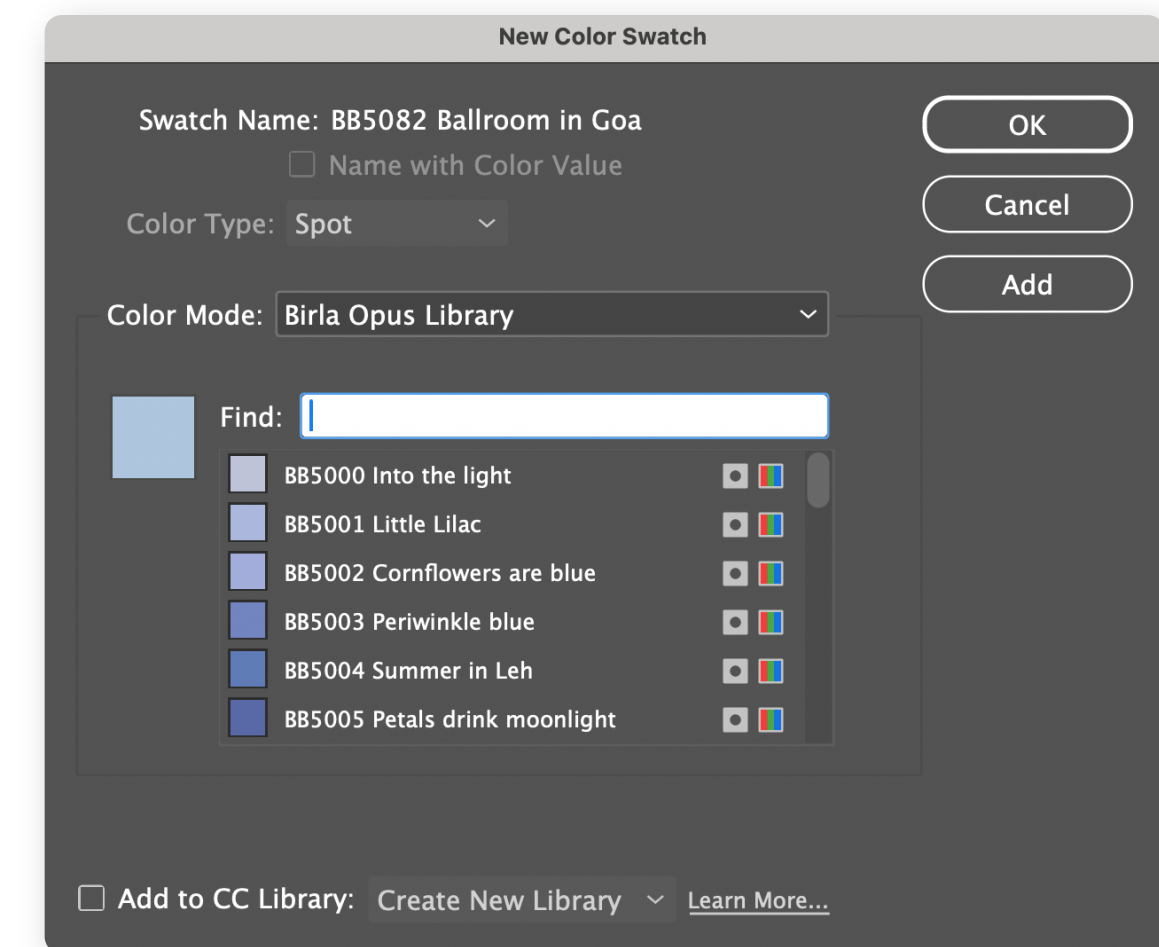 New Color Swatch
Swatch Name: BB5082 Ballroom in Goa
OK
Name with Color Value
Cancel
Color Type: Spot
Add
Color Mode: Birla Opus Library
Find:
BB5000 Into the light
BB5001 Little Lilac
BB5002 Cornflowers are blue
BB5003 Periwinkle blue
BB5004 Summer in Leh
BB5005 Petals drink moonlight
Add to CC Library: Create New Library Learn More...